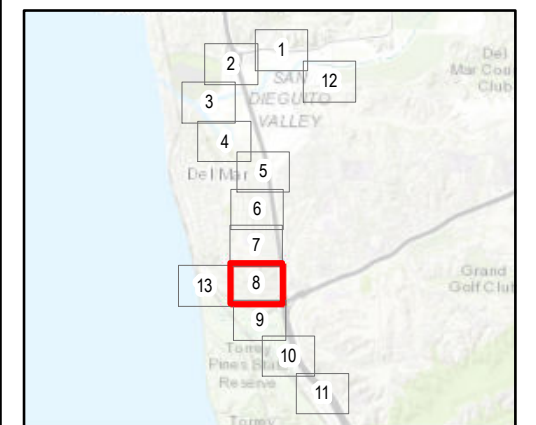 1
2
Del
Mar Coun
Club
12
SAN
DIEGUITO
VALLEY
3
4
Del Mar
5
6
7
13
8
Grand
Golf Club
9
Torrey
Pines State
Reserve
10
11
Torrey